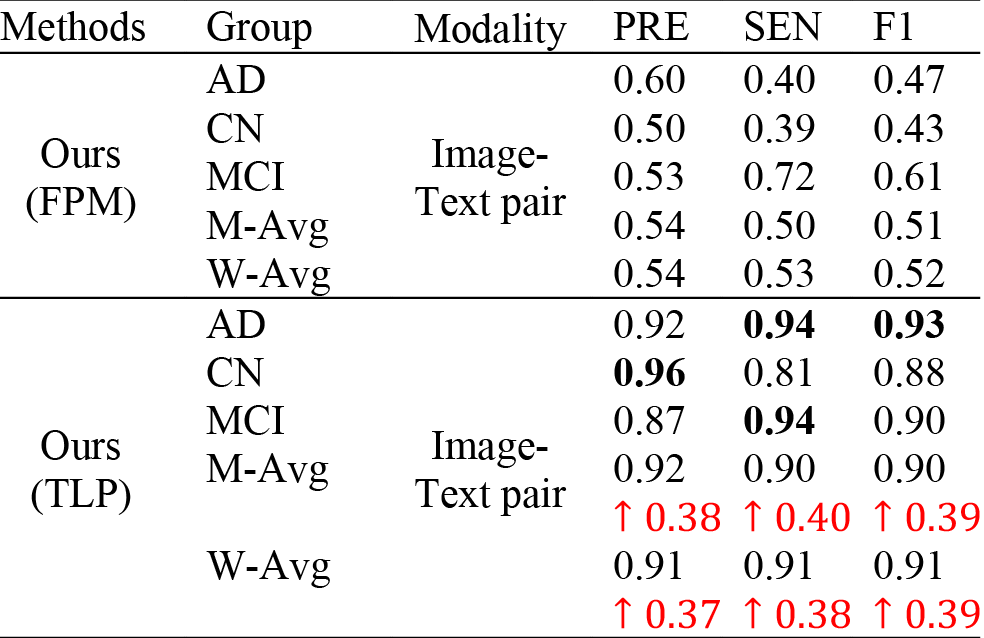 Methods Group Modality PRE SEN F1
AD 0.60 0.40 0.47
CN 0.50 0.39 0.43
Ours (FPM) MCI Image-Text pair 0.53 0.72 0.61
M-Avg 0.54 0.50 0.51
W-Avg 0.54 0.53 0.52
AD 0.92 0.94 0.93
CN 0.96 0.81 0.88
MCI 0.87 0.94 0.90
Ours (TLP) M-Avg Image-Text pair 0.92 0.90 0.90
↑ 0.38 ↑ 0.40 ↑ 0.39
W-Avg 0.91 0.91 0.91
↑ 0.37 ↑ 0.38 ↑ 0.39